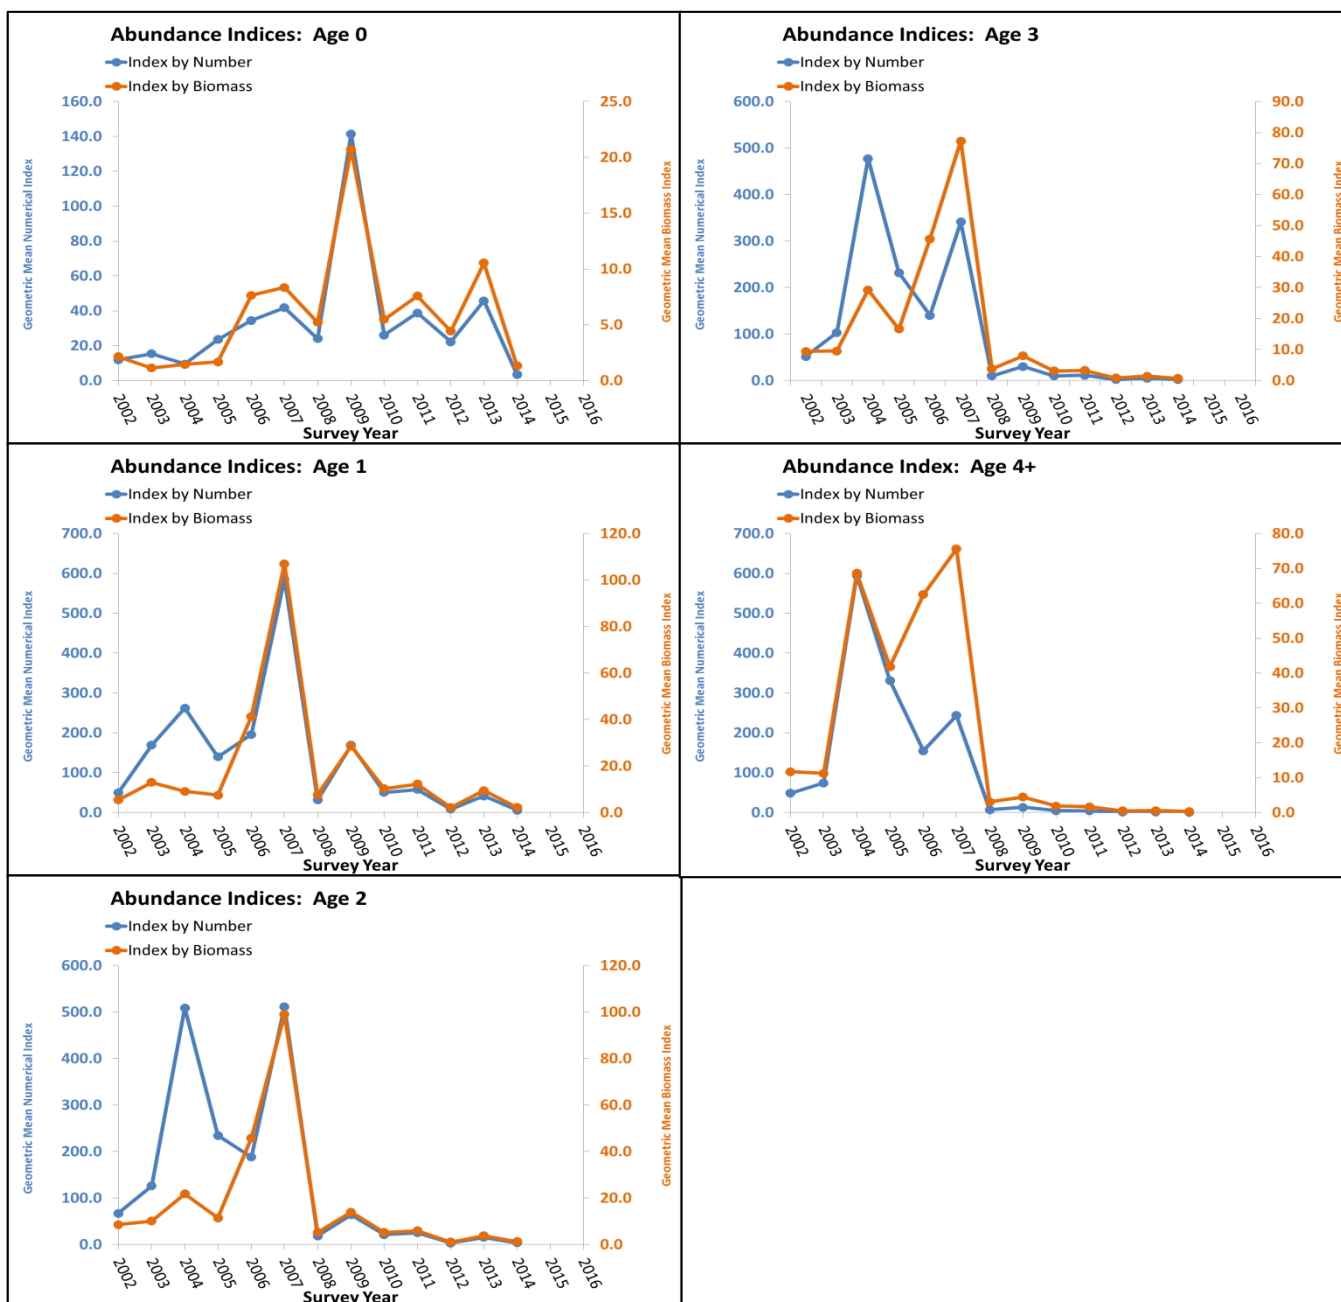 Abundance Indices:  Age 0
Index by Number
Index by Biomass
Geometric Mean Numerical Index
160.0
140.0
120.0
100.0
80.0
60.0
40.0
20.0
0.0
25.0
20.0
15.0
10.0
5.0
0.0
Geometric Mean Biomass Index
2002 2003 2004 2005 2006 2007 2008 2009 2010 2011 2012 2013 2014 2015 2016
Survey Year
Abundance Indices:  Age 3
Index by Number
Index by Biomass
Geometric Mean Numerical Index
600.0
500.0
400.0
300.0
200.0
100.0
0.0
90.0
80.0
70.0
60.0
50.0
40.0
30.0
20.0
10.0
0.0
Geometric Mean Biomass Index
2002 2003 2004 2005 2006 2007 2008 2009 2010 2011 2012 2013 2014 2015 2016
Survey Year
Abundance Indices:  Age 1
Index by Number
Index by Biomass
Geometric Mean Numerical Index
700.0
600.0
500.0
400.0
300.0
200.0
100.0
0.0
120.0
100.0
80.0
60.0
40.0
20.0
0.0
Geometric Mean Biomass Index
2002 2003 2004 2005 2006 2007 2008 2009 2010 2011 2012 2013 2014 2015 2016
Survey Year
Abundance Index:  Age 4+
Index by Number
Index by Biomass
Geometric Mean Numerical Index
700.0
600.0
500.0
400.0
300.0
200.0
100.0
0.0
80.0
70.0
60.0
50.0
40.0
30.0
20.0
10.0
0.0
Geometric Mean Biomass Index
2002 2003 2004 2005 2006 2007 2008 2009 2010 2011 2012 2013 2014 2015 2016
Survey Year
Abundance Indices:  Age 2
Index by Number
Index by Biomass
Geometric Mean Numerical Index
600.0
500.0
400.0
300.0
200.0
100.0
0.0
120.0
100.0
80.0
60.0
40.0
20.0
0.0
Geometric Mean Biomass Index
2002 2003 2004 2005 2006 2007 2008 2009 2010 2011 2012 2013 2014 2015 2016
Survey Year